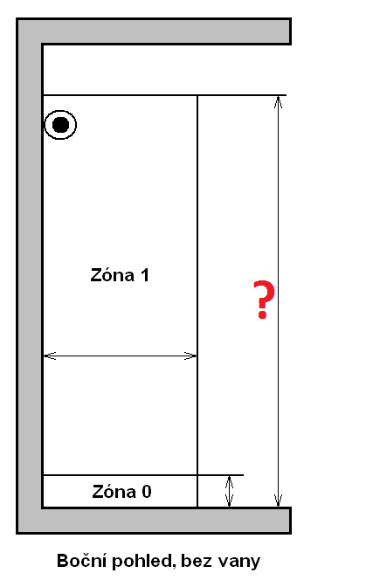 Zóna 1
?
Zóna 0
Boční pohled, bez vany